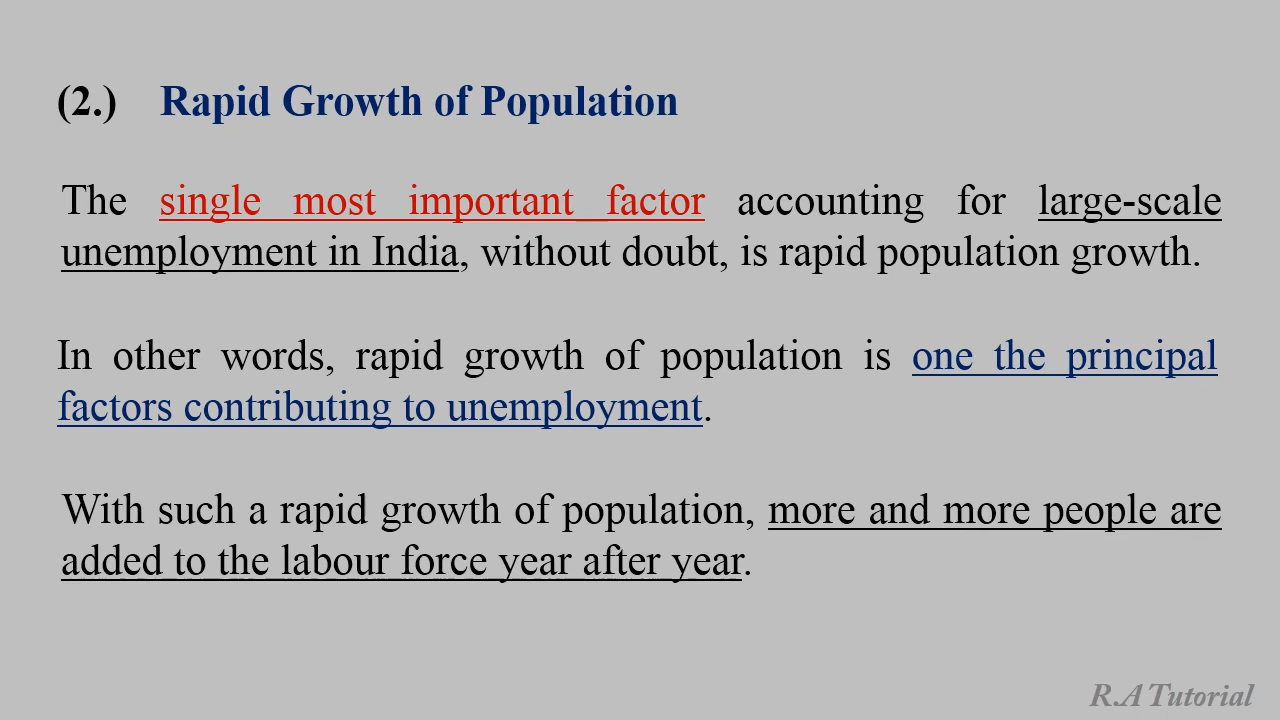 (2.) Rapid Growth of Population
The single most important factor accounting for large-scale
unemployment in India, without doubt, is rapid population growth.
In other words, rapid growth of population is one the principal
factors contributing to unemployment.
With such a rapid growth of population, more and more people are
added to the labour force year after year.
R.A Tutorial